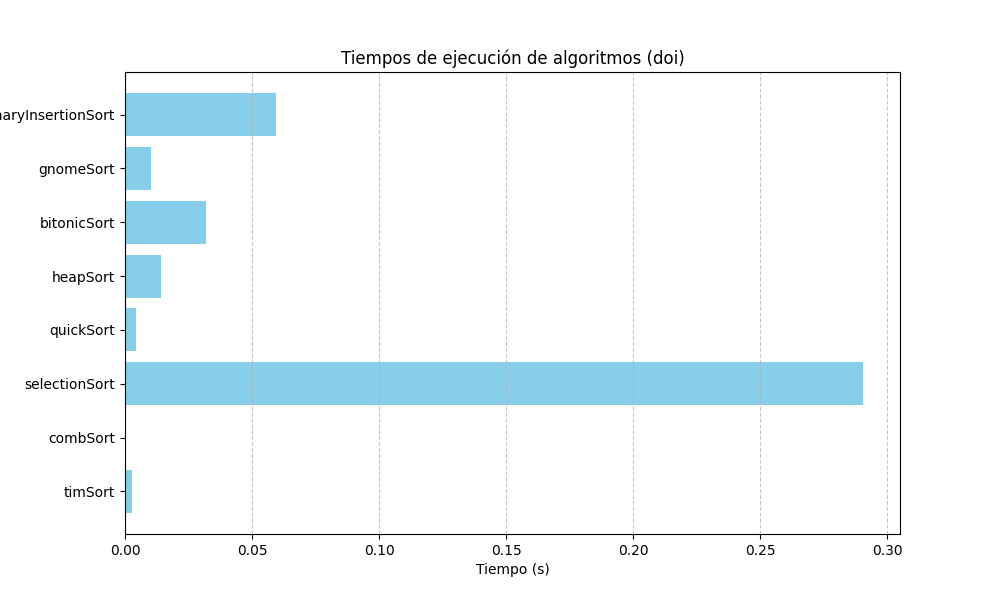 Tiempos de ejecución de algoritmos (doi)
naryInsertionSort
gnomeSort
bitonicSort
heapSort
quickSort
selectionSort
combSort
timSort
0.00 0.05 0.10 0.15 0.20 0.25 0.30
Tiempo (s)